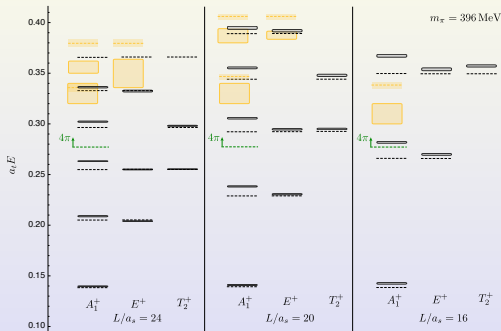 m_π = 396 MeV
0.40
0.35
0.30
0.25
0.20
0.15
0.10
a_t E
4π
4π
4π
A_1^+ E^+ T_2^+
L/a_s = 24
A_1^+ E^+ T_2^+
L/a_s = 20
A_1^+ E^+ T_2^+
L/a_s = 16